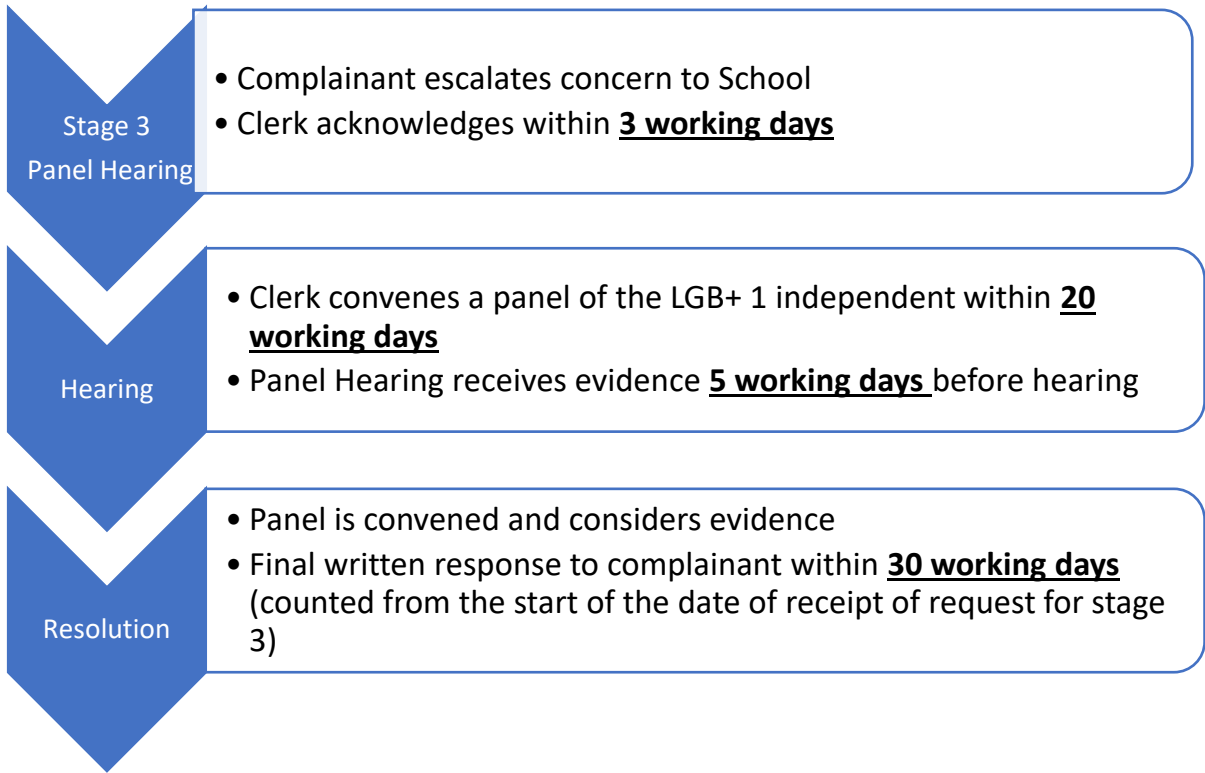 Stage 3
Panel Hearing
• Complainant escalates concern to School
• Clerk acknowledges within 3 working days
Hearing
• Clerk convenes a panel of the LGB+ 1 independent within 20
working days
• Panel Hearing receives evidence 5 working days before hearing
Resolution
• Panel is convened and considers evidence
• Final written response to complainant within 30 working days
(counted from the start of the date of receipt of request for stage
3)